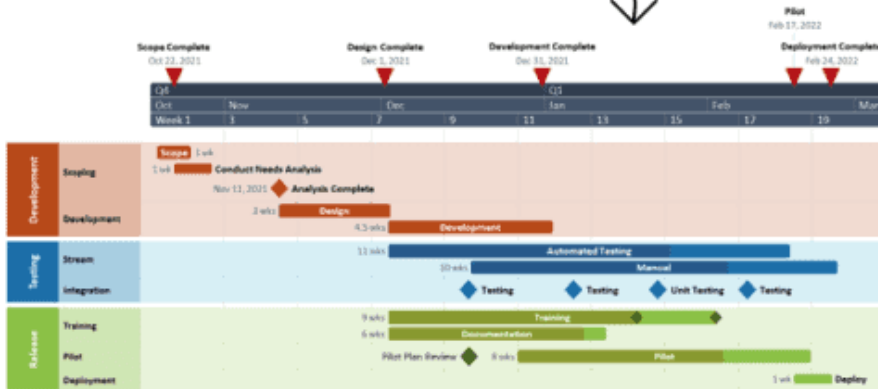 Pilot
Feb 17, 2022
Scope Complete
Oct 22, 2021
Design Complete
Dec 1, 2021
Development Complete
Dec 31, 2021
Deployment Complete
Feb 24, 2022
Q4 Q1
Oct Nov Dec Jan Feb Mar
Week 1 3 5 7 9 11 13 15 17 19
Development
Scoping
Scope 1 wk
1 wk Conduct Needs Analysis
Nov 11, 2021 Analysis Complete
Development
3 wks Design
4.5 wks Development
Testing
Stream
11 wks Automated Testing
10 wks Manual
Integration
Testing Testing Unit Testing Testing
Release
Training
9 wks Training
6 wks Documentation
Pilot
Pilot Plan Review 8 wks Pilot
Deployment
1 wk Deploy